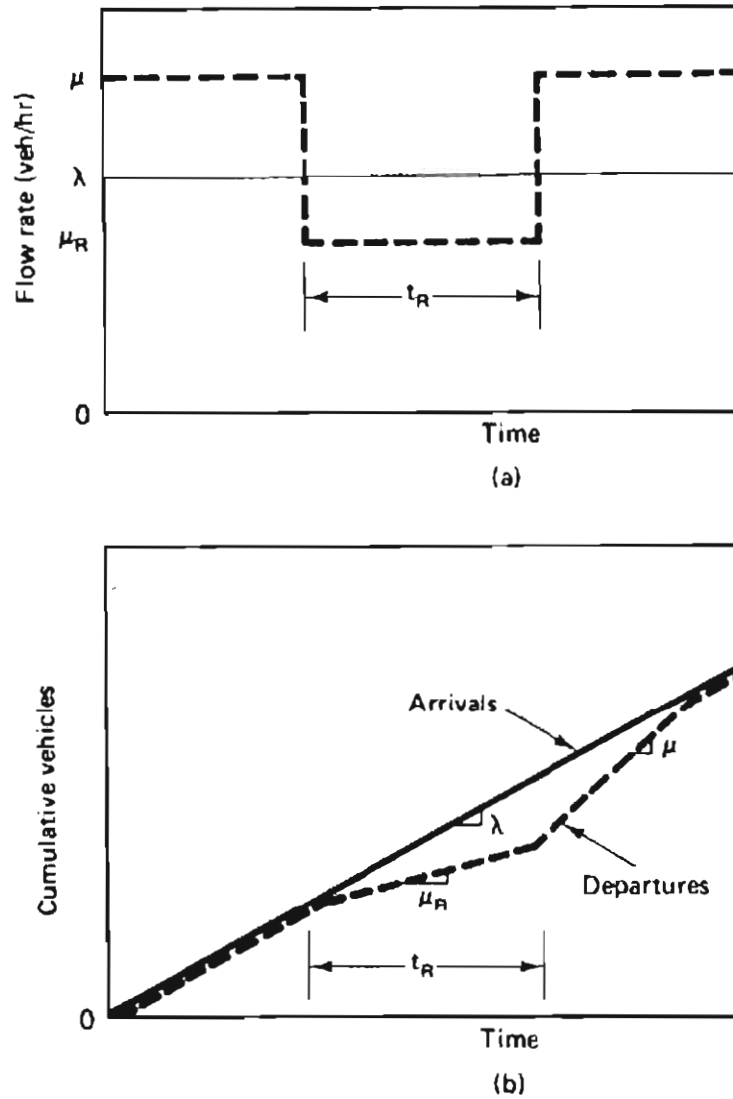 Flow rate (veh/hr)
μ
λ
μR
tR
0
Time
(a)
Cumulative vehicles
Arrivals
μ
λ
μR
Departures
tR
0
Time
(b)